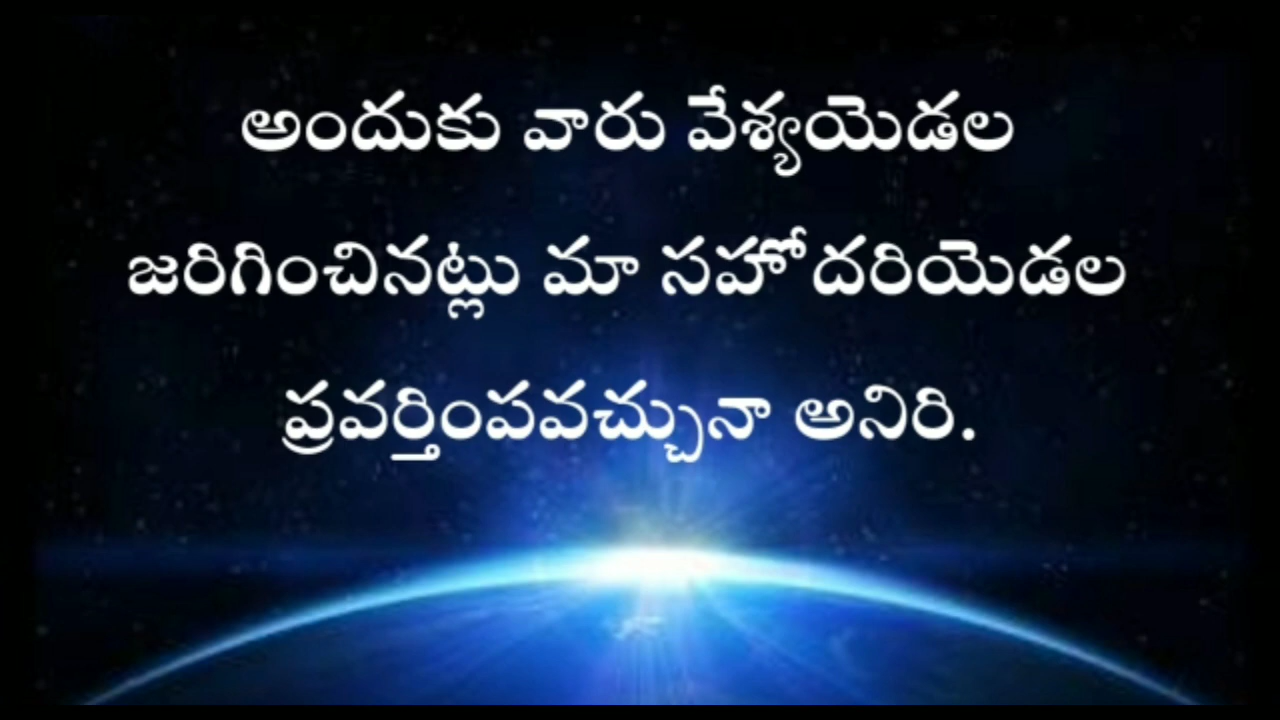 అందుకు వారు వేశ్యయెడల
జరిగించినట్లు మా సహోదరియెడల
ప్రవర్తింపవచ్చునా అనిరి.